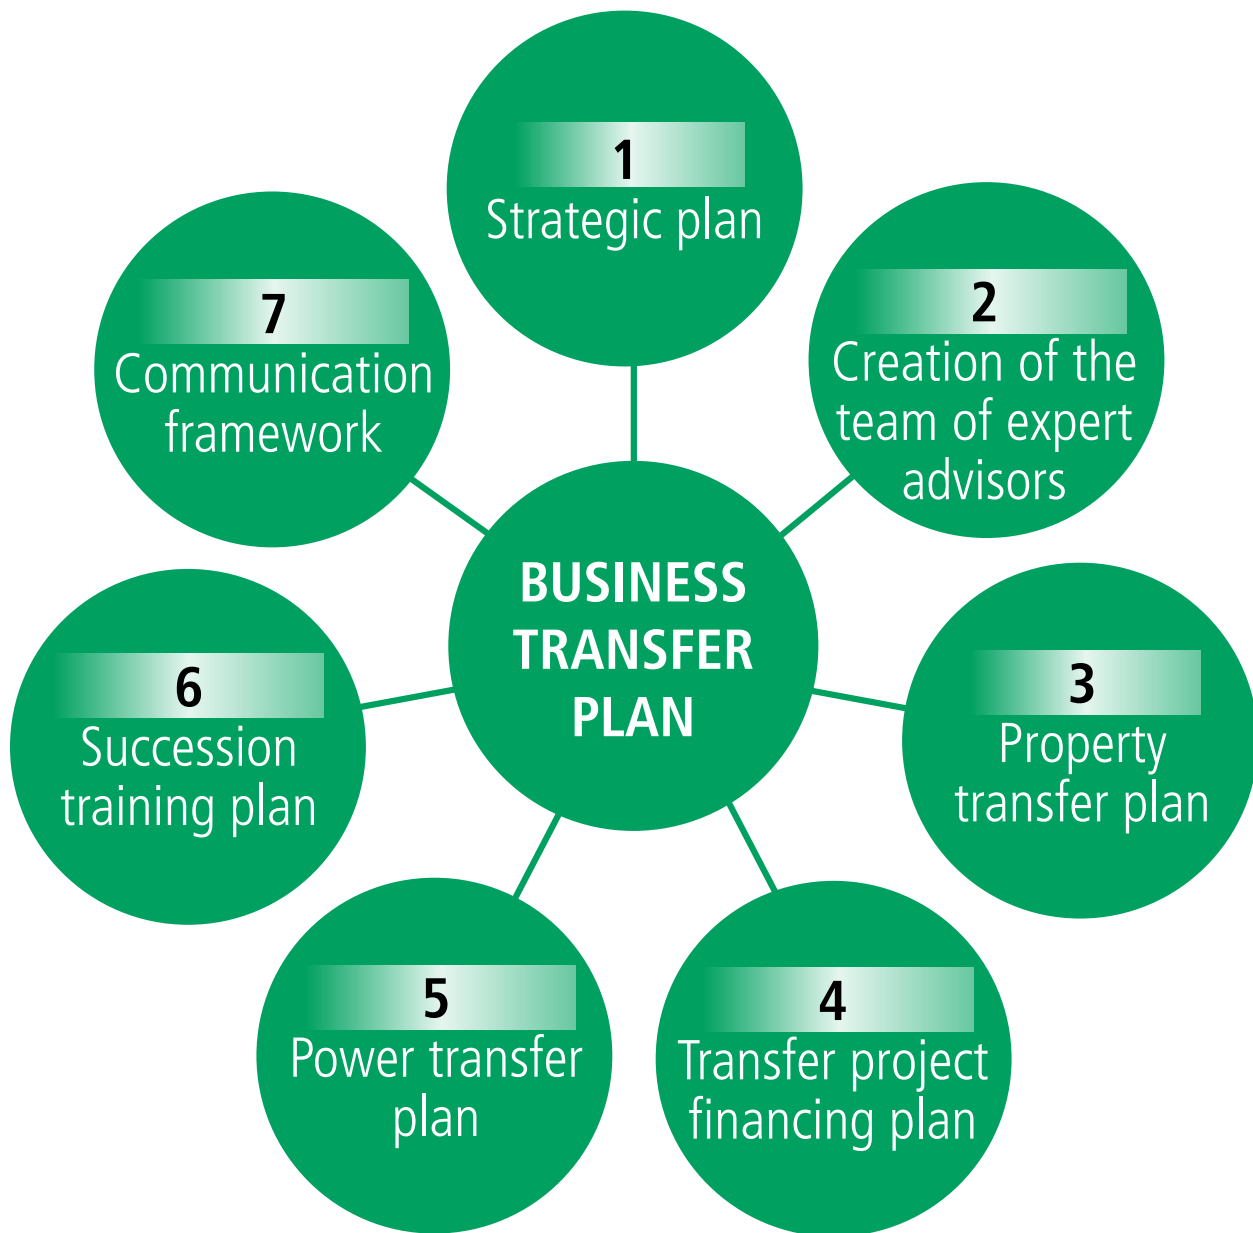 1
Strategic plan
2
Creation of the
team of expert
advisors
3
Property
transfer plan
4
Transfer project
financing plan
5
Power transfer
plan
6
Succession
training plan
7
Communication
framework
BUSINESS
TRANSFER
PLAN